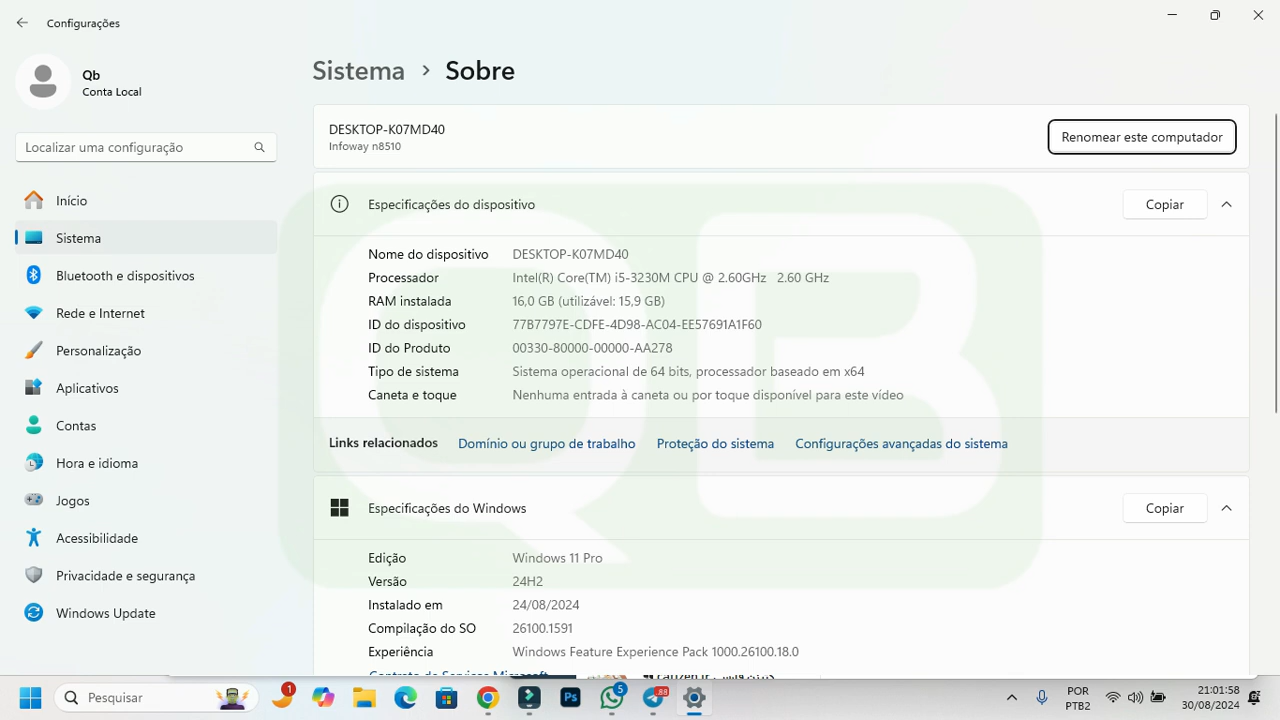 Configurações
Qb
Conta Local
Localizar uma configuração
Início
Sistema
Bluetooth e dispositivos
Rede e Internet
Personalização
Aplicativos
Contas
Hora e idioma
Jogos
Acessibilidade
Privacidade e segurança
Windows Update
Sistema › Sobre
DESKTOP-K07MD40
Infoway n8510
Renomear este computador
Especificações do dispositivo
Copiar
Nome do dispositivo DESKTOP-K07MD40
Processador Intel(R) Core(TM) i5-3230M CPU @ 2.60GHz 2.60 GHz
RAM instalada 16,0 GB (utilizável: 15,9 GB)
ID do dispositivo 77B7797E-CDFE-4D98-AC04-EE57691A1F60
ID do Produto 00330-80000-00000-AA278
Tipo de sistema Sistema operacional de 64 bits, processador baseado em x64
Caneta e toque Nenhuma entrada à caneta ou por toque disponível para este vídeo
Links relacionados Domínio ou grupo de trabalho Proteção do sistema Configurações avançadas do sistema
Especificações do Windows
Copiar
Edição Windows 11 Pro
Versão 24H2
Instalado em 24/08/2024
Compilação do SO 26100.1591
Experiência Windows Feature Experience Pack 1000.26100.18.0
Contrato de Serviços Microsoft
QB
Pesquisar
1
Ps
5
88
POR
PTB2
21:01:58
30/08/2024